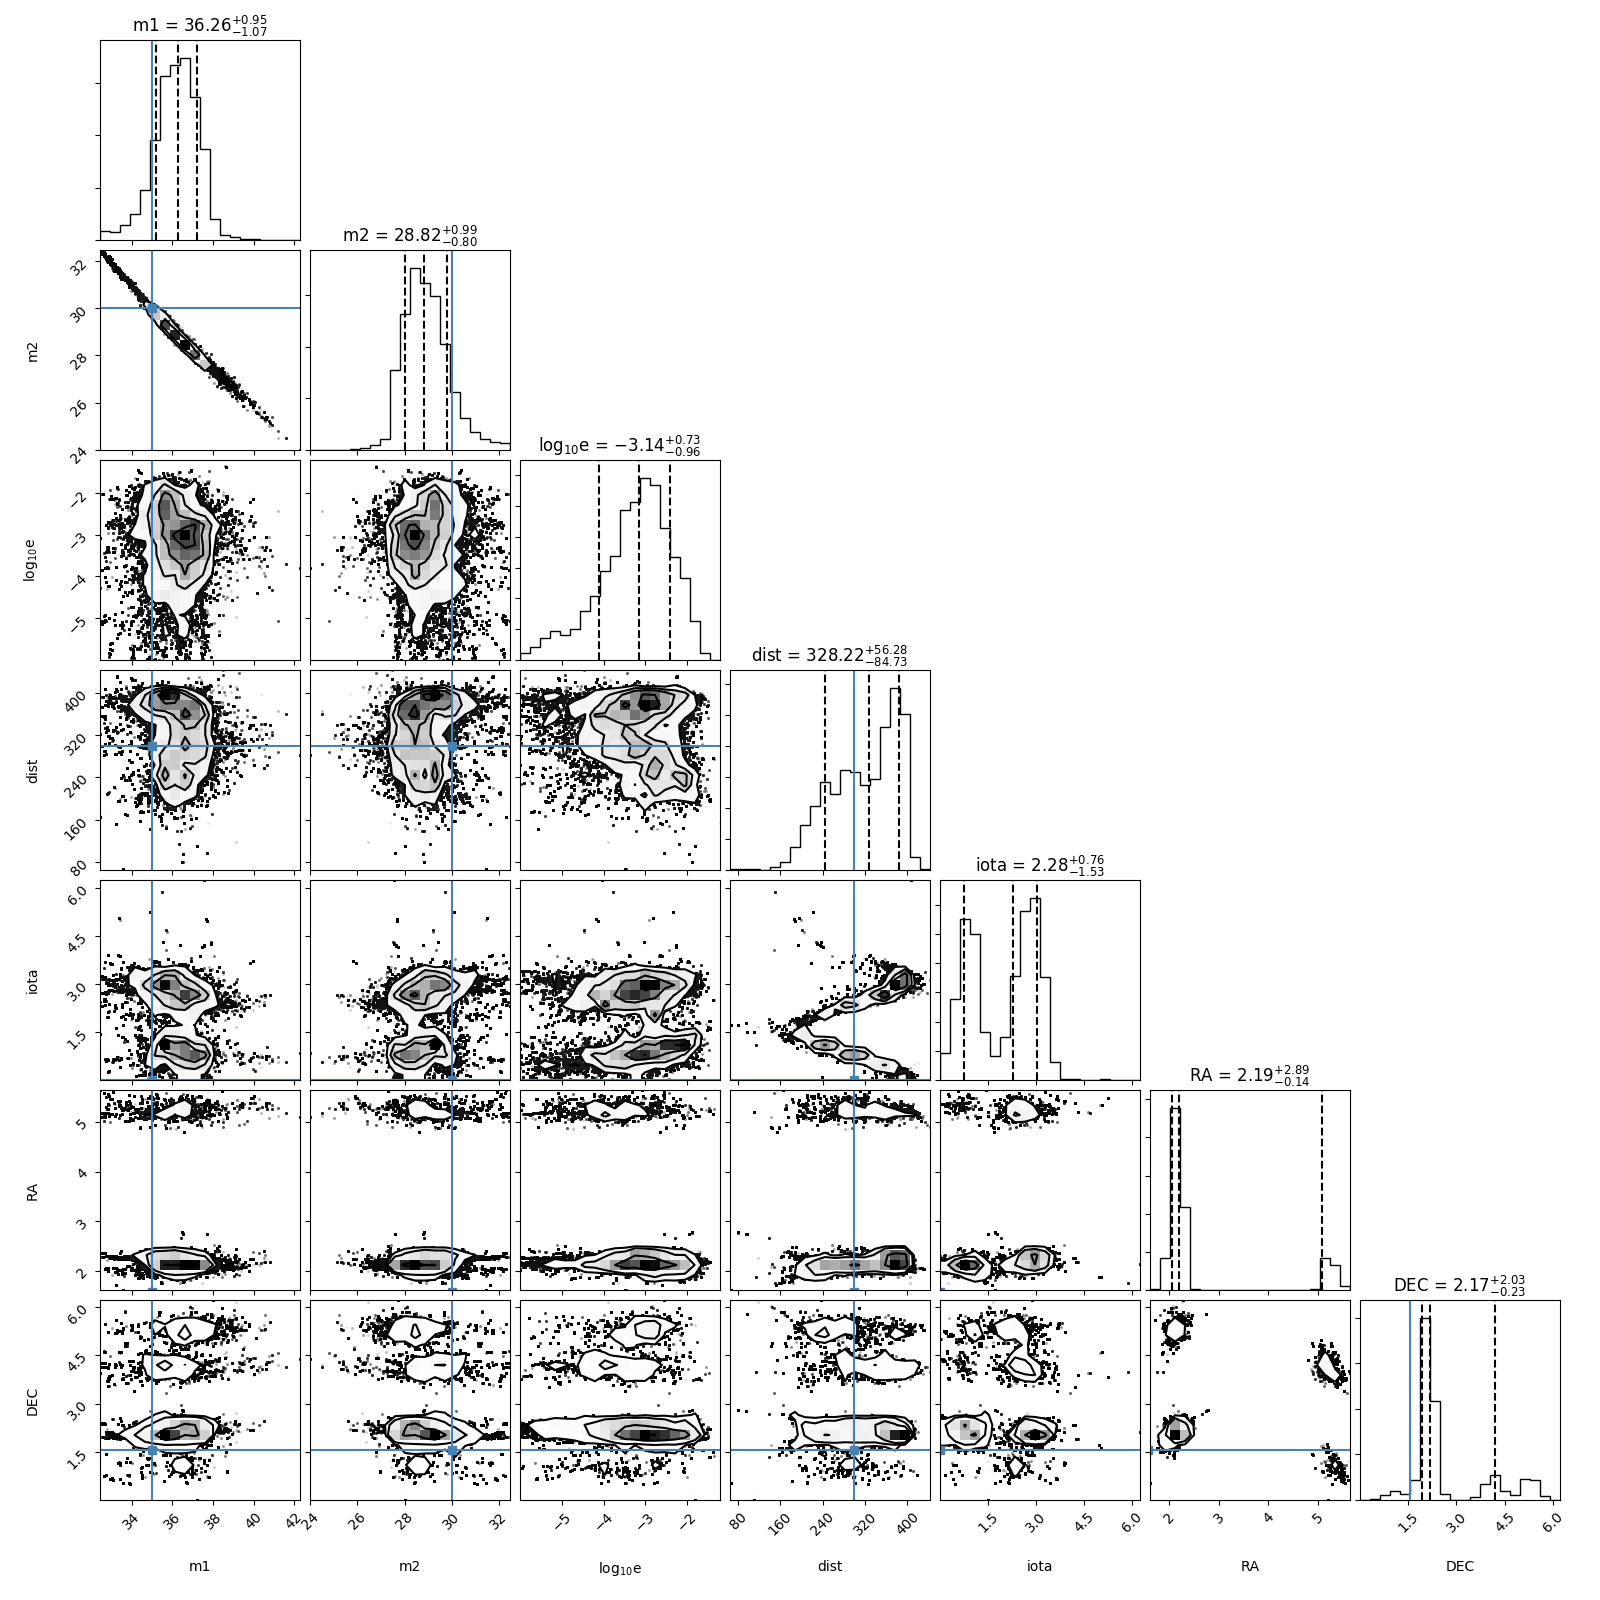 m1 = 36.26+0.95−1.07
m2 = 28.82+0.99−0.80
log10e = −3.14+0.73−0.96
dist = 328.22+56.28−84.73
iota = 2.28+0.76−1.53
RA = 2.19+2.89−0.14
DEC = 2.17+2.03−0.23
m2
32
30
28
26
24
log10e
−2
−3
−4
−5
dist
400
320
240
160
80
iota
6.0
4.5
3.0
1.5
RA
5
4
3
2
DEC
6.0
4.5
3.0
1.5
34 36 38 40 42
24 26 28 30 32
−5 −4 −3 −2
80 160 240 320 400
1.5 3.0 4.5 6.0
2 3 4 5
1.5 3.0 4.5 6.0
m1 m2 log10e dist iota RA DEC